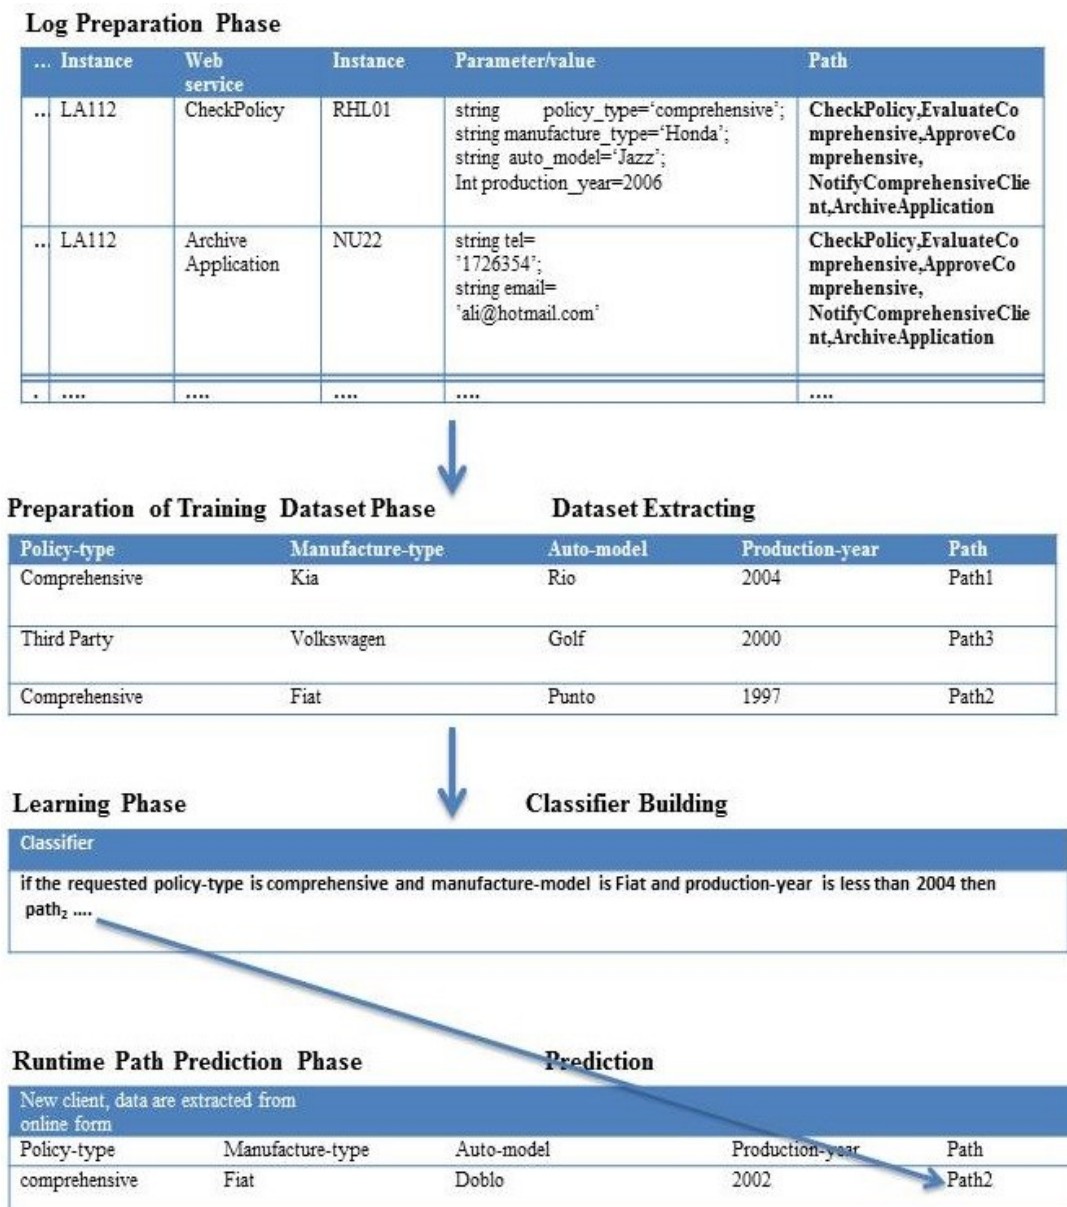 Log Preparation Phase
... Instance Web service Instance Parameter/value Path
... LA112 CheckPolicy RHL01 string policy_type=‘comprehensive’; CheckPolicy,EvaluateCo
string manufacture_type=‘Honda’; mprehensive,ApproveCo
string auto_model=‘Jazz’; mprehensive,
Int production_year=2006 NotifyComprehensiveClie
nt,ArchiveApplication
... LA112 Archive NU22 string tel= CheckPolicy,EvaluateCo
Application ’1726354’; mprehensive,ApproveCo
string email= mprehensive,
’ali@hotmail.com’ NotifyComprehensiveClie
nt,ArchiveApplication
. .... .... .... .... ....
Preparation of Training Dataset Phase Dataset Extracting
Policy-type Manufacture-type Auto-model Production-year Path
Comprehensive Kia Rio 2004 Path1
Third Party Volkswagen Golf 2000 Path3
Comprehensive Fiat Punto 1997 Path2
Learning Phase Classifier Building
Classifier
if the requested policy-type is comprehensive and manufacture-model is Fiat and production-year is less than 2004 then
path₂ ....
Runtime Path Prediction Phase Prediction
New client, data are extracted from
online form
Policy-type Manufacture-type Auto-model Production-year Path
comprehensive Fiat Doblo 2002 Path2